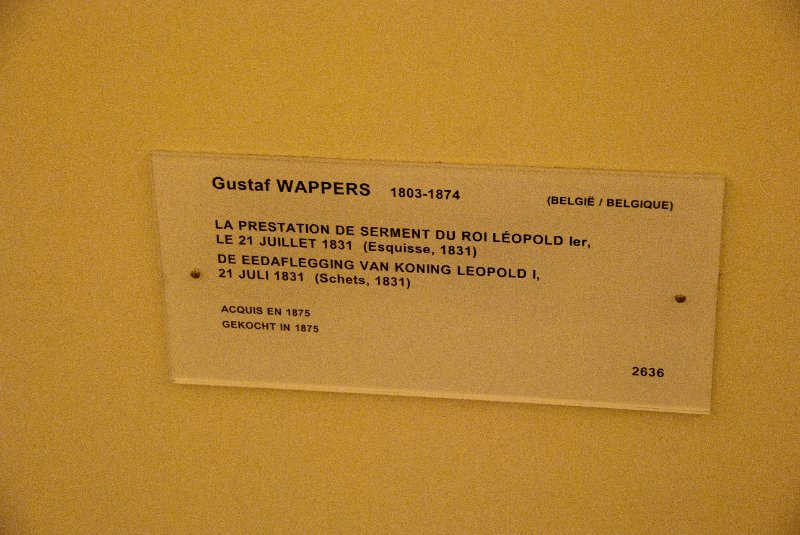 Gustaf WAPPERS 1803-1874 (BELGIË / BELGIQUE)
LA PRESTATION DE SERMENT DU ROI LÉOPOLD Ier,
LE 21 JUILLET 1831 (Esquisse, 1831)
DE EEDAFLEGGING VAN KONING LEOPOLD I,
21 JULI 1831 (Schets, 1831)
ACQUIS EN 1875
GEKOCHT IN 1875
2636